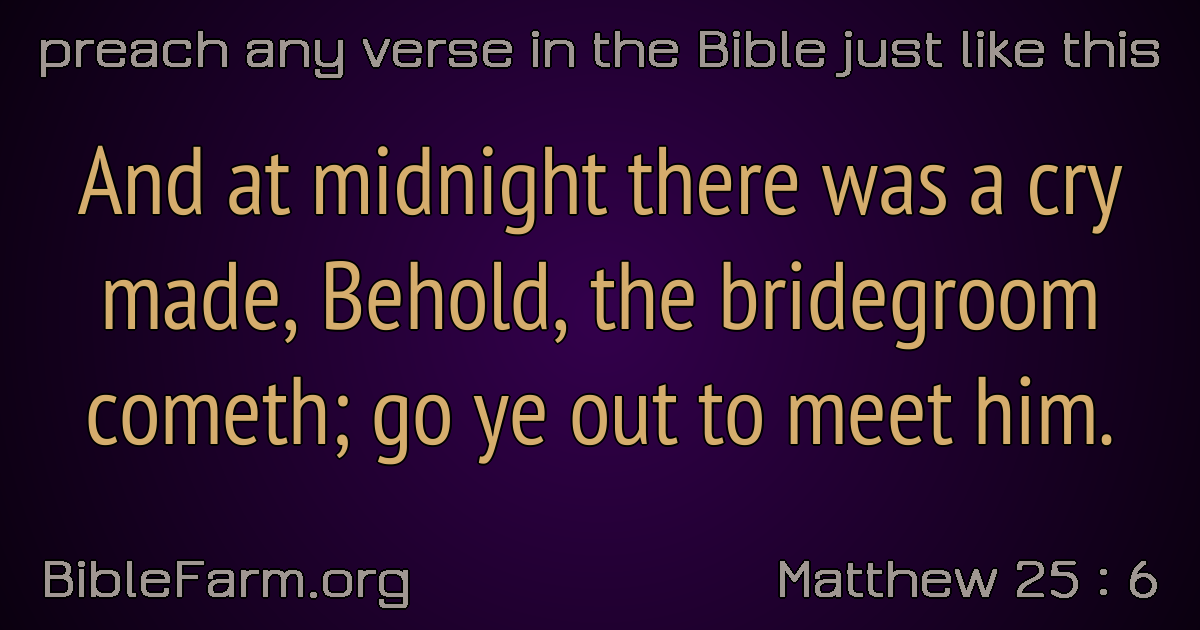 preach any verse in the Bible just like this
And at midnight there was a cry
made, Behold, the bridegroom
cometh; go ye out to meet him.
BibleFarm.org
Matthew 25 : 6